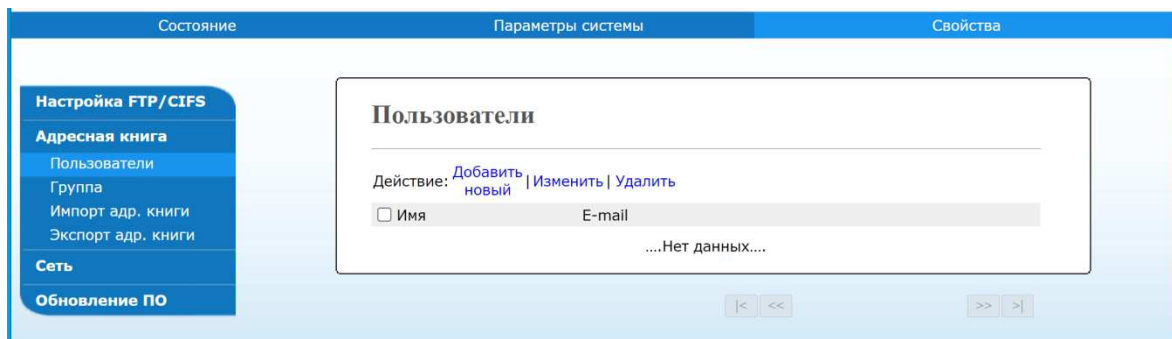 Состояние Параметры системы Свойства
Настройка FTP/CIFS
Адресная книга
Пользователи
Группа
Импорт адр. книги
Экспорт адр. книги
Сеть
Обновление ПО
Пользователи
Действие: Добавить новый | Изменить | Удалить
Имя E-mail
....Нет данных....
|< << >> >|